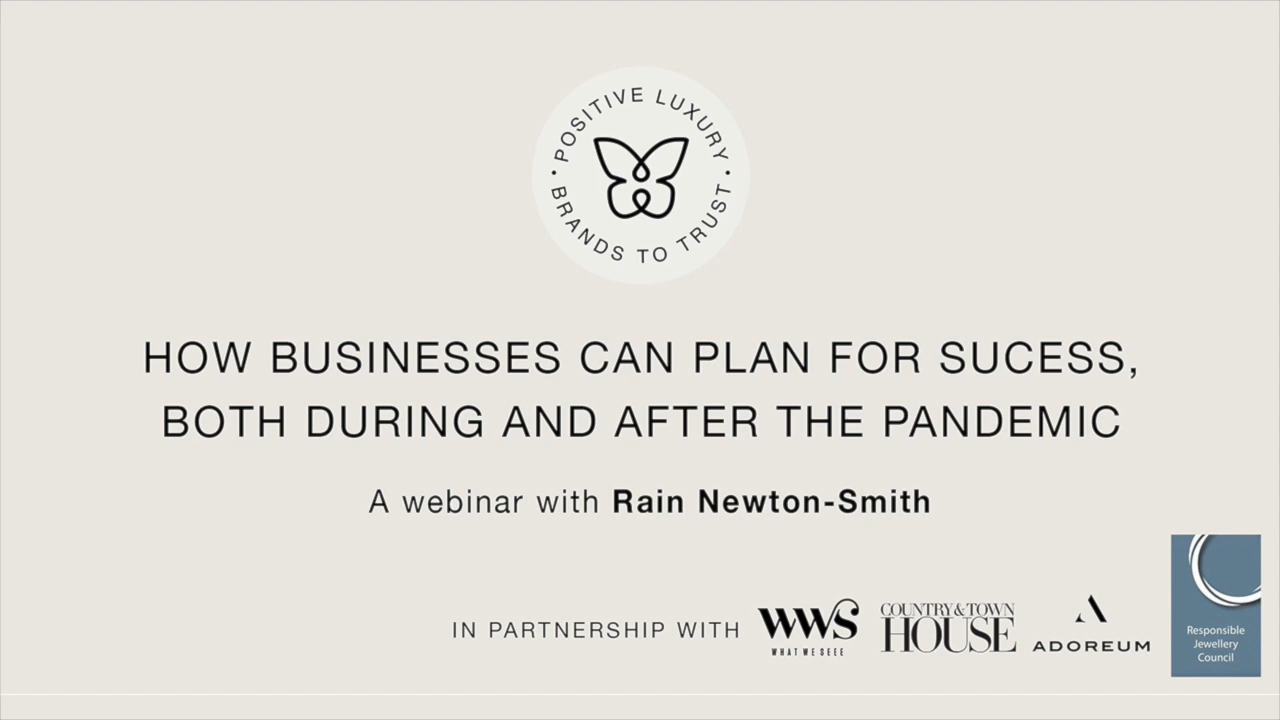 · POSITIVE LUXURY ·
BRANDS TO TRUST
HOW BUSINESSES CAN PLAN FOR SUCESS,
BOTH DURING AND AFTER THE PANDEMIC
A webinar with Rain Newton-Smith
IN PARTNERSHIP WITH
WWS
WHAT WE SEEE
COUNTRY & TOWN
HOUSE
ADOREUM
Responsible
Jewellery
Council